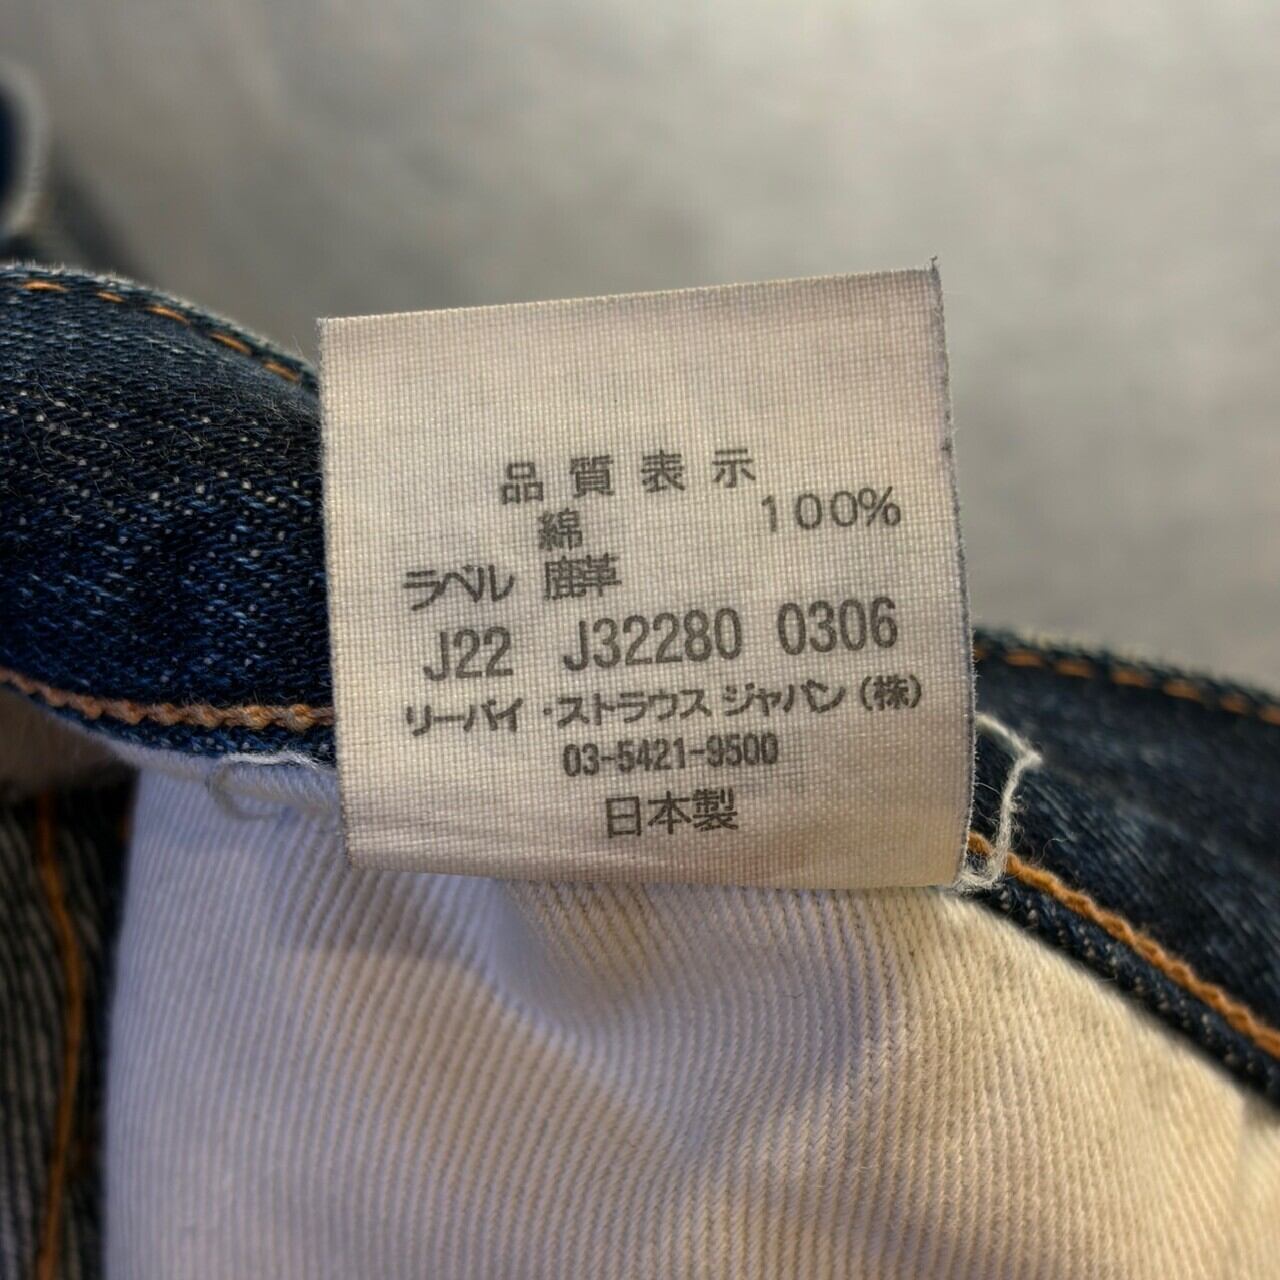 品質表示
綿 100%
ラベル 鹿革
J22 J32280 0306
リーバイ・ストラウス ジャパン(株)
03-5421-9500
日本製